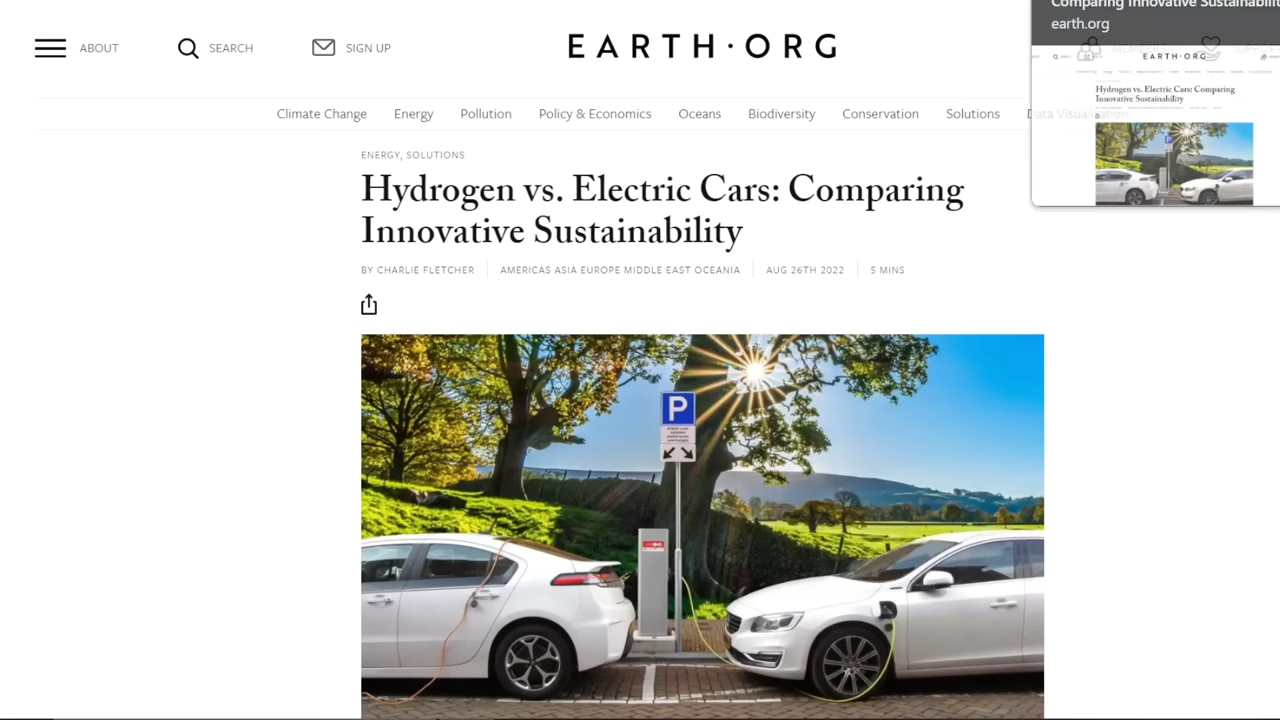 Comparing Innovative
earth.org
ABOUT
SEARCH
SIGN UP
EARTH·ORG
EARTH·ORG
Hydrogen vs. Electric Cars: Comparing
Innovative Sustainability
Climate Change
Energy
Pollution
Policy & Economics
Oceans
Biodiversity
Conservation
Solutions
ENERGY, SOLUTIONS
Hydrogen vs. Electric Cars: Comparing
Innovative Sustainability
BY CHARLIE FLETCHER
AMERICAS ASIA EUROPE MIDDLE EAST OCEANIA
AUG 26TH 2022
5 MINS
P